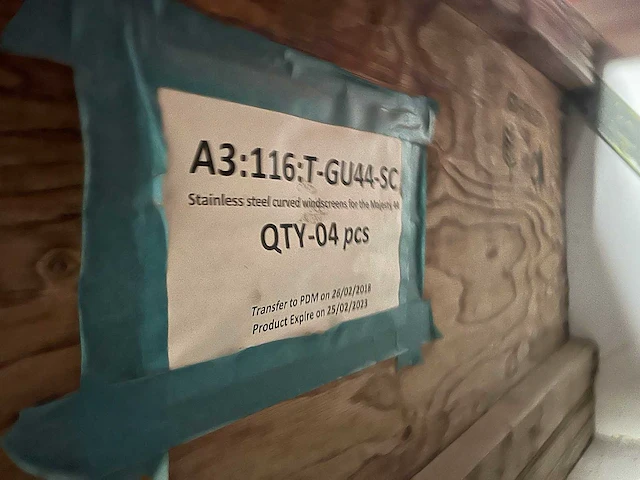 A3:116:T-GU44-SC
Stainless steel curved windscreens for the Majesty 44
QTY-04 pcs
Transfer to PDM on 26/02/2018
Product Expire on 25/02/2023